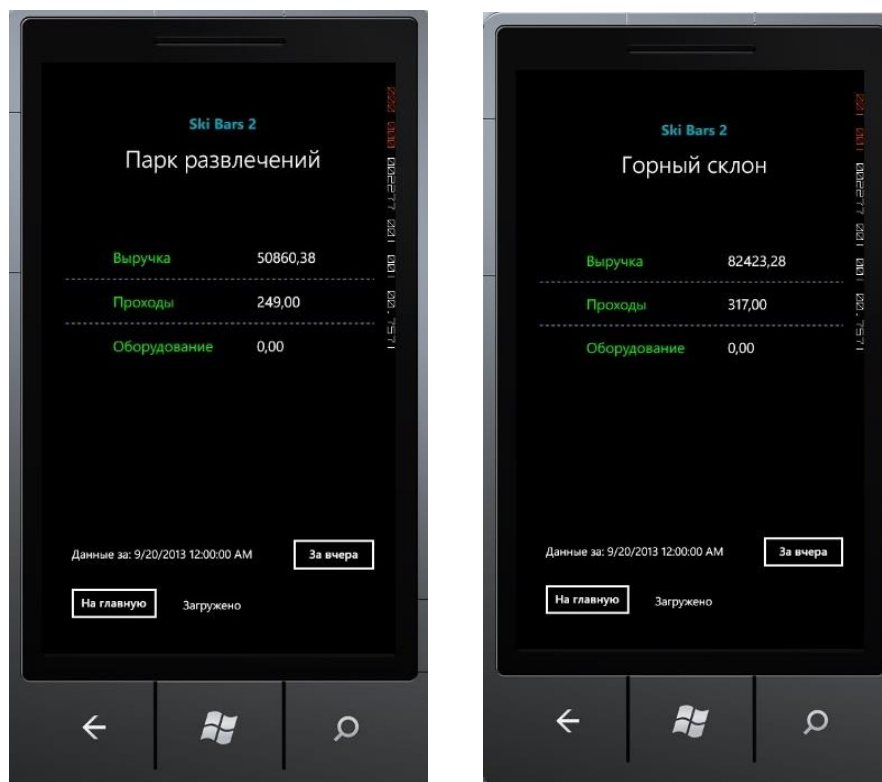 Ski Bars 2
Парк развлечений
Выручка 50860,38
Проходы 249,00
Оборудование 0,00
Данные за: 9/20/2013 12:00:00 AM За вчера
На главную Загружено
Ski Bars 2
Горный склон
Выручка 82423,28
Проходы 317,00
Оборудование 0,00
Данные за: 9/20/2013 12:00:00 AM За вчера
На главную Загружено